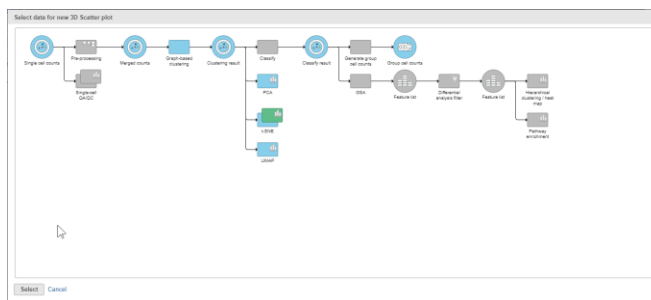 Select data for new 3D Scatter plot
Single cell counts
Pre-processing
Merged counts
Graph-based
clustering
Clustering result
Classify
Classify result
Generate group
cell counts
Group cell counts
Single-cell
QA/QC
PCA
GSA
Feature list
Differential
analysis filter
Feature list
Hierarchical
clustering / heat
map
t-SNE
Pathway
enrichment
UMAP
Select
Cancel